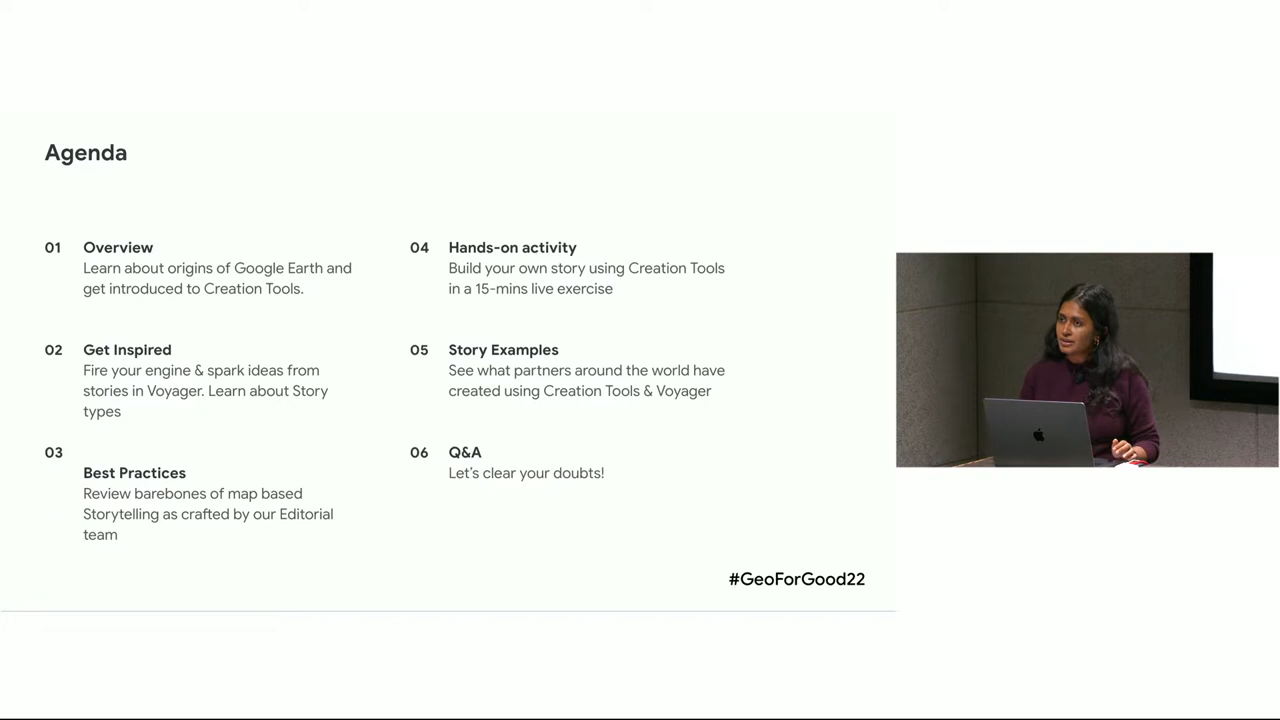 Agenda
01 Overview
Learn about origins of Google Earth and
get introduced to Creation Tools.
02 Get Inspired
Fire your engine & spark ideas from
stories in Voyager. Learn about Story
types
03
Best Practices
Review barebones of map based
Storytelling as crafted by our Editorial
team
04 Hands-on activity
Build your own story using Creation Tools
in a 15-mins live exercise
05 Story Examples
See what partners around the world have
created using Creation Tools & Voyager
06 Q&A
Let's clear your doubts!
#GeoForGood22